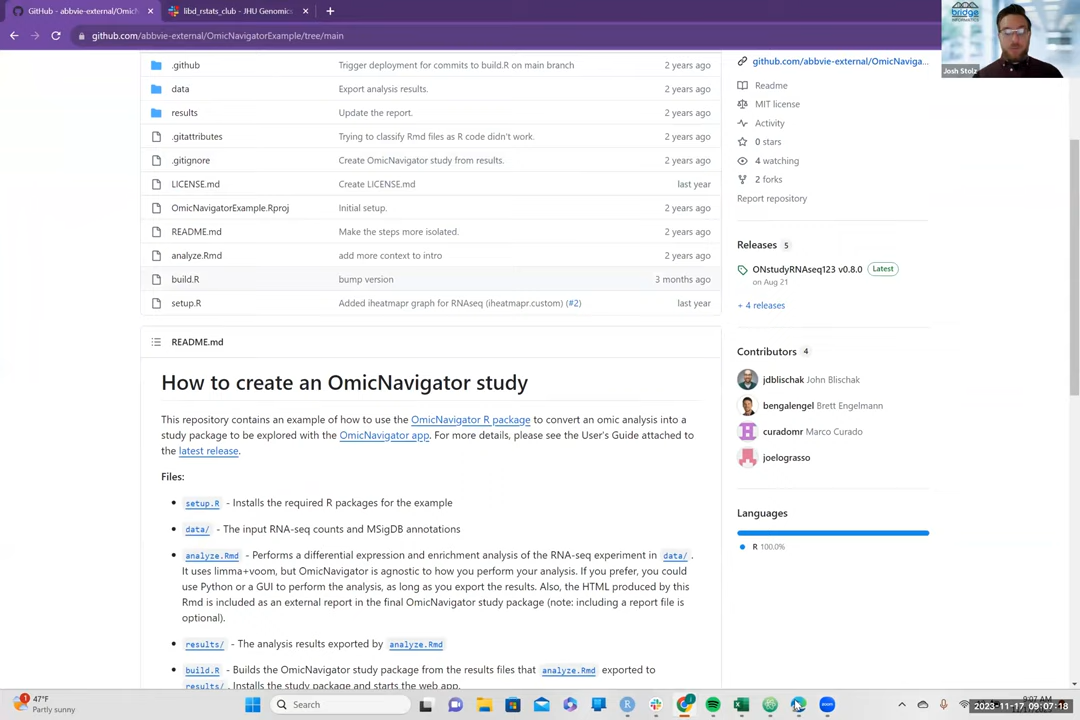 GitHub - abbvie-external/OmicN
libd_rstats_club - JHU Genomics
github.com/abbvie-external/OmicNavigatorExample/tree/main
bridge
INFORMATICS
Josh Stolz
.github
Trigger deployment for commits to build.R on main branch
2 years ago
data
Export analysis results.
2 years ago
results
Update the report.
2 years ago
.gitattributes
Trying to classify Rmd files as R code didn't work.
2 years ago
.gitignore
Create OmicNavigator study from results.
2 years ago
LICENSE.md
Create LICENSE.md
last year
OmicNavigatorExample.Rproj
Initial setup.
2 years ago
README.md
Make the steps more isolated.
2 years ago
analyze.Rmd
add more context to intro
2 years ago
build.R
bump version
3 months ago
setup.R
Added iheatmapr graph for RNAseq (iheatmapr.custom) (#2)
last year
README.md
How to create an OmicNavigator study
This repository contains an example of how to use the OmicNavigator R package to convert an omic analysis into a
study package to be explored with the OmicNavigator app. For more details, please see the User's Guide attached to
the latest release.
Files:
setup.R - Installs the required R packages for the example
data/ - The input RNA-seq counts and MSigDB annotations
analyze.Rmd - Performs a differential expression and enrichment analysis of the RNA-seq experiment in data/ .
It uses limma+voom, but OmicNavigator is agnostic to how you perform your analysis. If you prefer, you could
use Python or a GUI to perform the analysis, as long as you export the results. Also, the HTML produced by this
Rmd is included as an external report in the final OmicNavigator study package (note: including a report file is
optional).
results/ - The analysis results exported by analyze.Rmd
build.R - Builds the OmicNavigator study package from the results files that analyze.Rmd exported to
results/ . Installs the study package and starts the web app.
github.com/abbvie-external/OmicNaviga...
Readme
MIT license
Activity
0 stars
4 watching
2 forks
Report repository
Releases 5
ONstudyRNAseq123 v0.8.0 Latest
on Aug 21
+ 4 releases
Contributors 4
jdblischak John Blischak
bengalengel Brett Engelmann
curadomr Marco Curado
joelograsso
Languages
R 100.0%
1
47°F
Partly sunny
Search
9:07 AM
2023-11-17 09:07:18